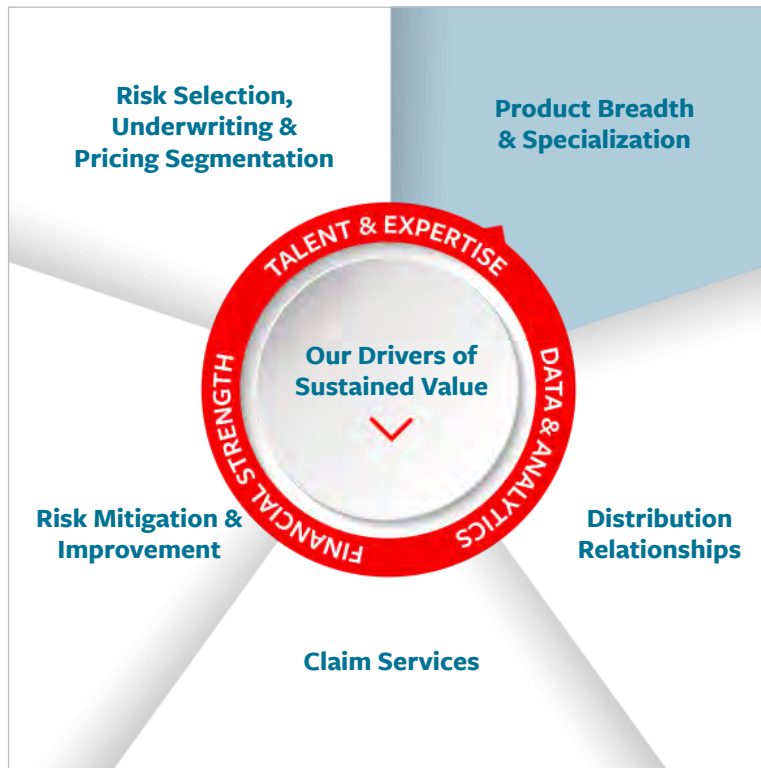 Risk Selection,
Underwriting &
Pricing Segmentation
Product Breadth
& Specialization
TALENT & EXPERTISE
Our Drivers of
Sustained Value
DATA & ANALYTICS
FINANCIAL STRENGTH
Risk Mitigation &
Improvement
Distribution
Relationships
Claim Services